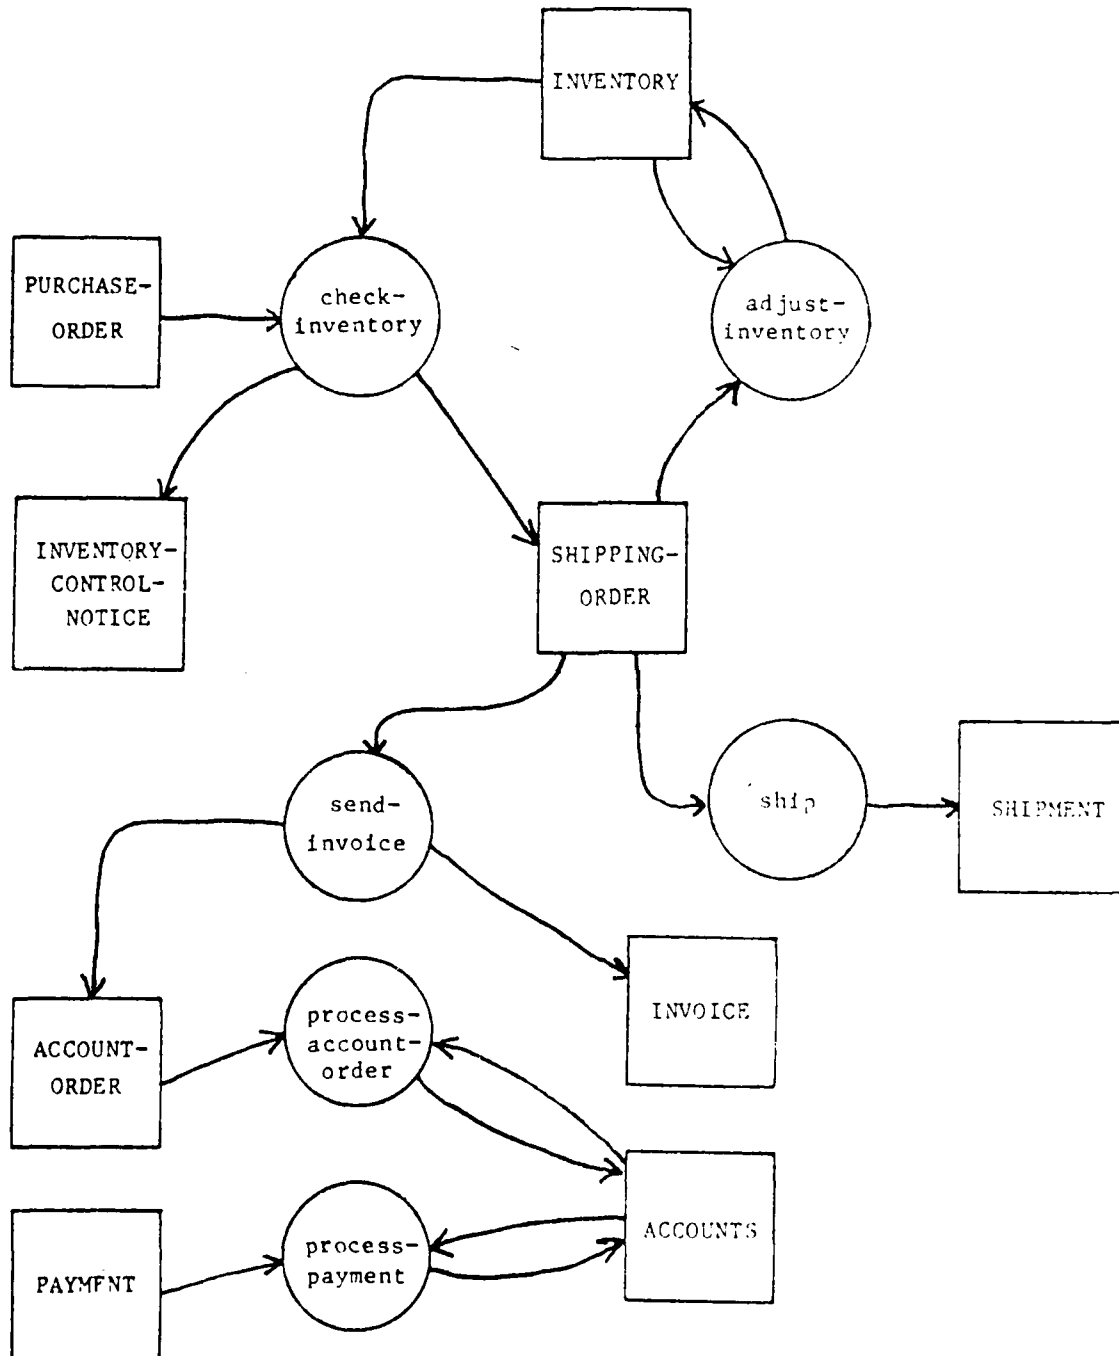 INVENTORY
PURCHASE-
ORDER
check-
inventory
adjust-
inventory
INVENTORY-
CONTROL-
NOTICE
SHIPPING-
ORDER
send-
invoice
ship
SHIPMENT
INVOICE
ACCOUNT-
ORDER
process-
account-
order
ACCOUNTS
PAYMENT
process-
payment